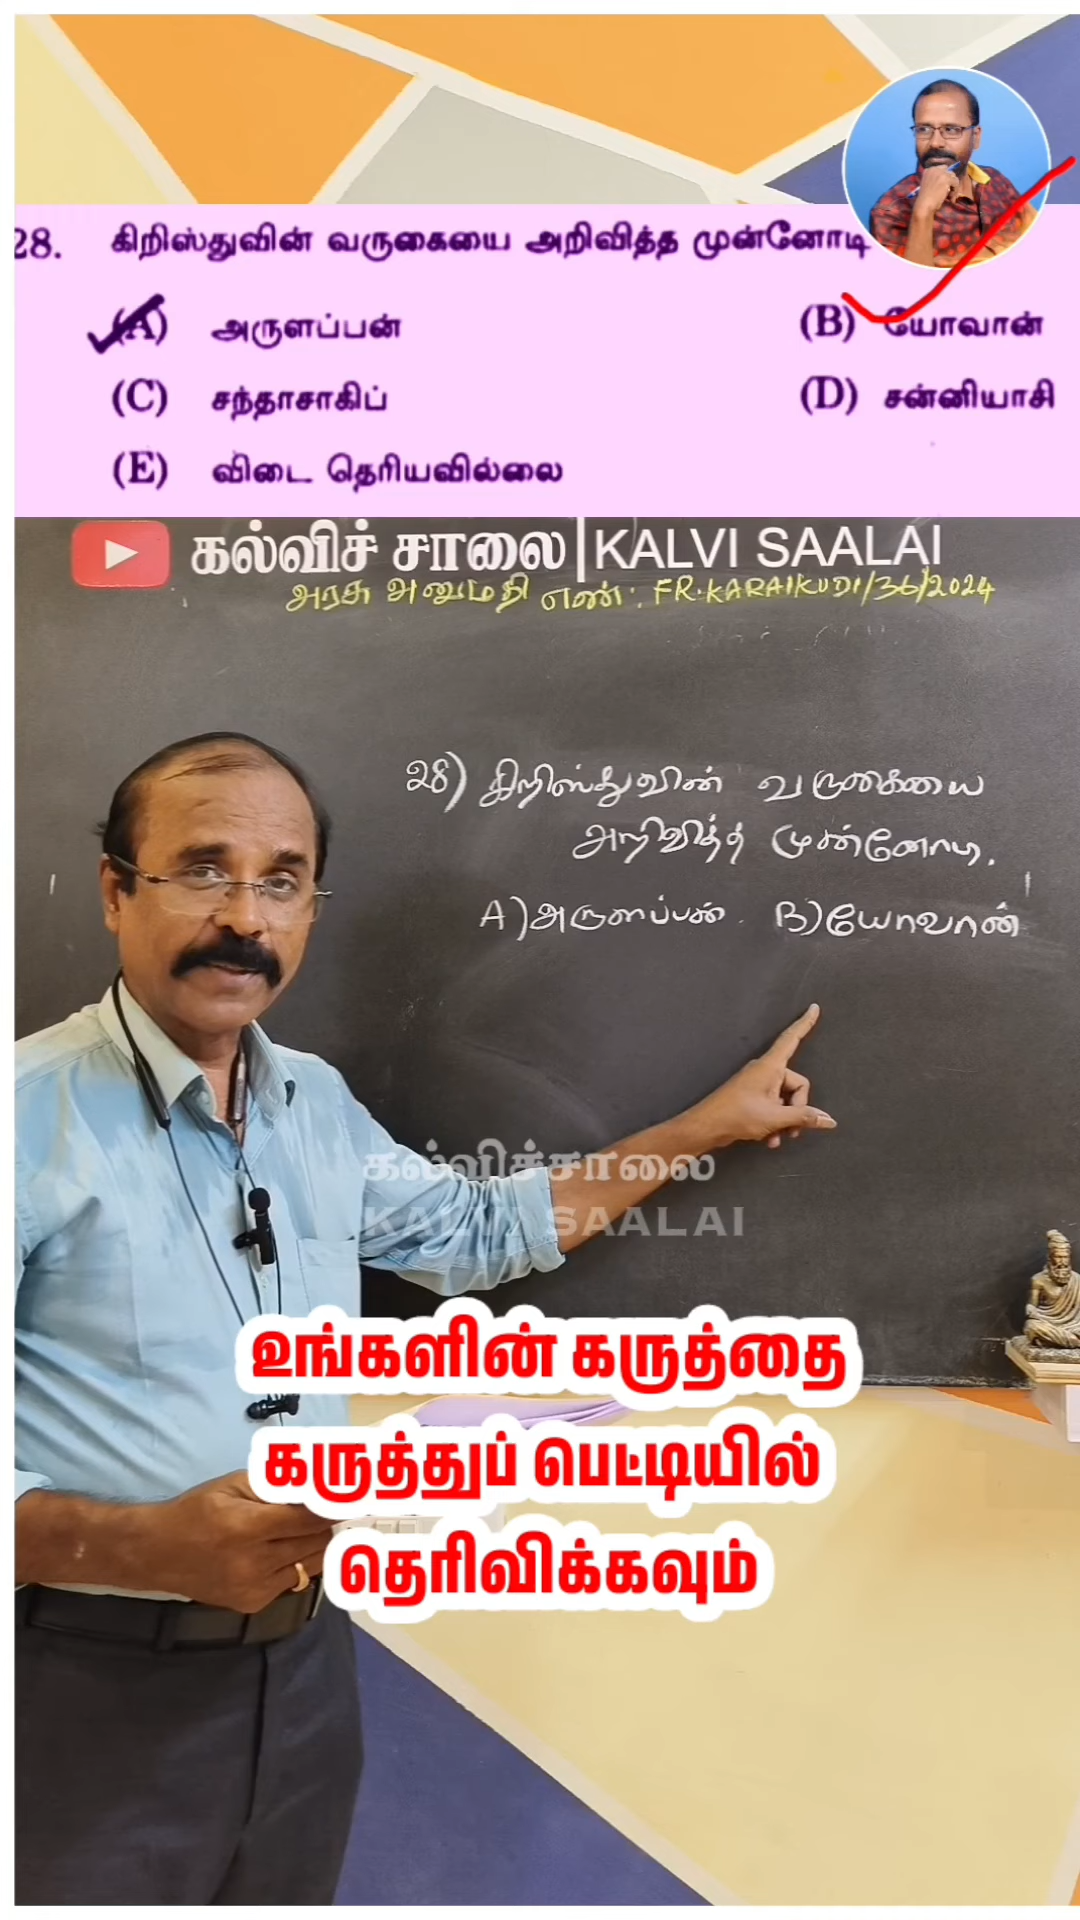 28. கிறிஸ்துவின் வருகையை அறிவித்த முன்னோடி
(A) அருளப்பன் (B) யோவான்
(C) சந்தாசாகிப் (D) சன்னியாசி
(E) விடை தெரியவில்லை
கல்விச் சாலை | KALVI SAALAI
அரசு அனுமதி எண் : FR.KARAIKUDI/36/2024
28) கிறிஸ்துவின் வருகையை
அறிவித்த முன்னோடி.
A) அருளப்பன். B) யோவான்
கல்விச்சாலை
KALVI SAALAI
உங்களின் கருத்தை
கருத்துப் பெட்டியில்
தெரிவிக்கவும்